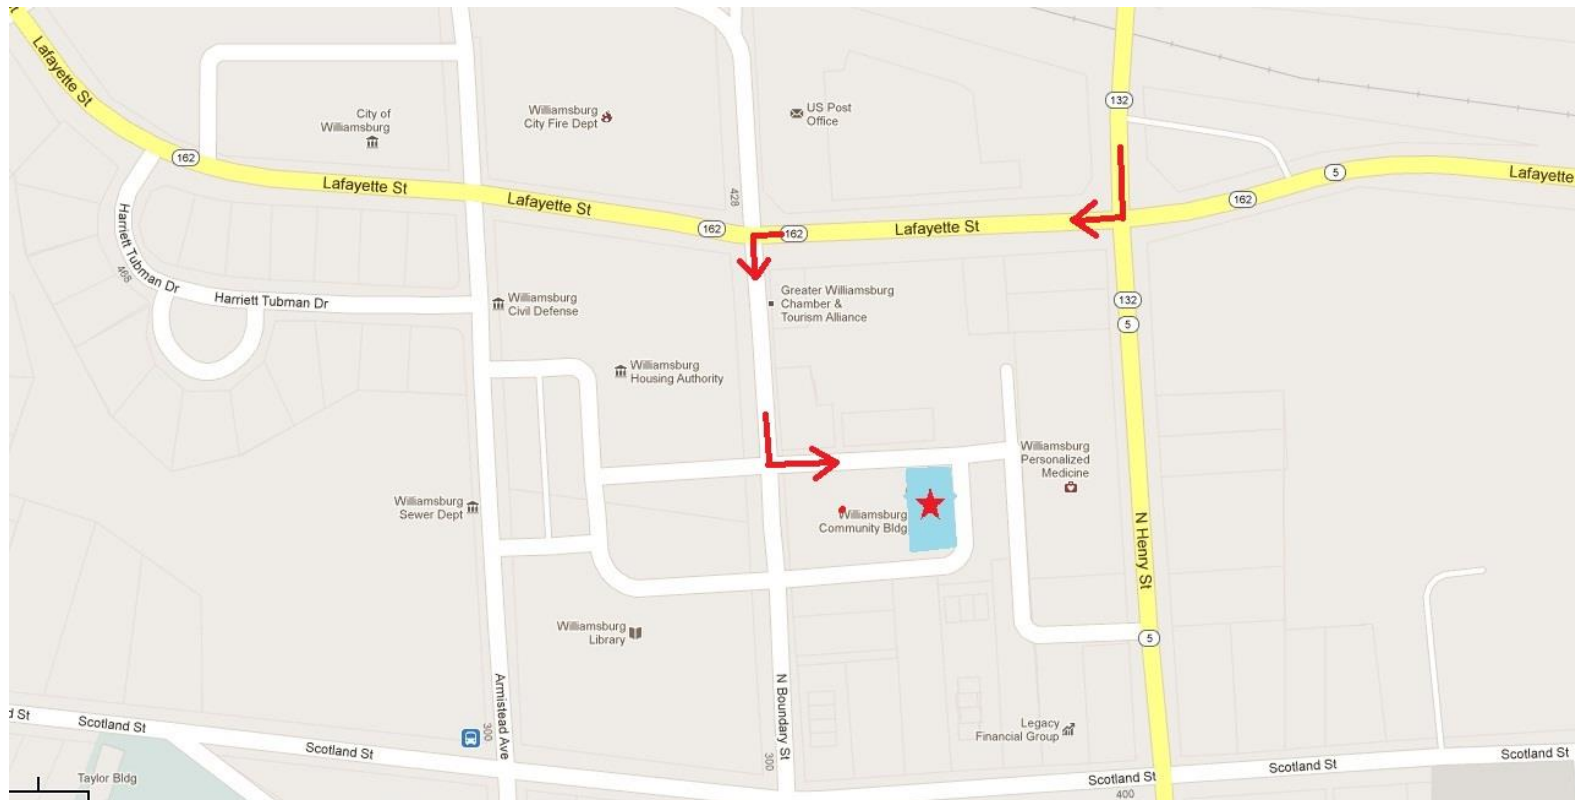 Lafayette St
132
City of
Williamsburg
Williamsburg
City Fire Dept
US Post
Office
162
Lafayette St
Lafayette St
428
162
162
Lafayette St
162
5
Lafayette
Harriett Tubman Dr
468
Harriett Tubman Dr
Williamsburg
Civil Defense
Greater Williamsburg
Chamber &
Tourism Alliance
132
5
Williamsburg
Housing Authority
Williamsburg
Personalized
Medicine
Williamsburg
Sewer Dept
Williamsburg
Community Bldg
N Henry St
Williamsburg
Library
5
Armistead Ave
300
N Boundary St
300
Legacy
Financial Group
d St
Scotland St
Scotland St
Taylor Bldg
Scotland St
400
Scotland St
Scotland St